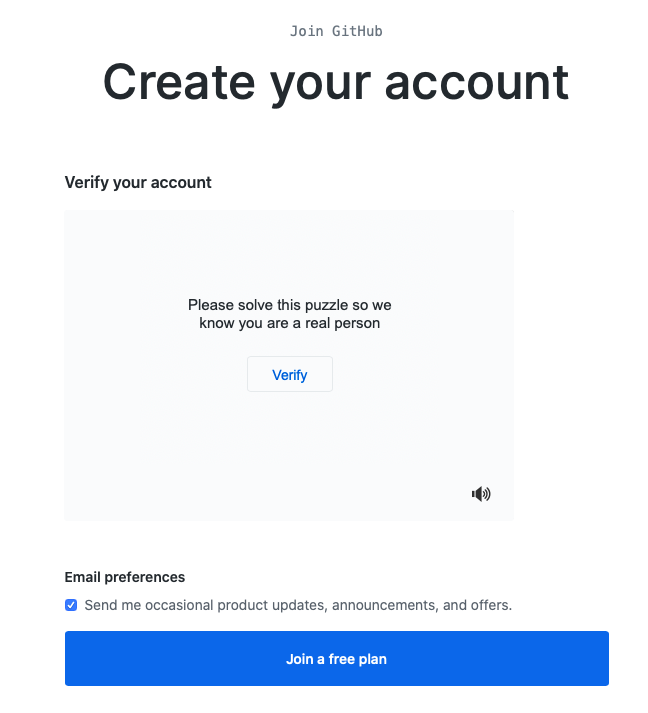 Join GitHub
Create your account
Verify your account
Please solve this puzzle so we
know you are a real person
Verify
Email preferences
Send me occasional product updates, announcements, and offers.
Join a free plan